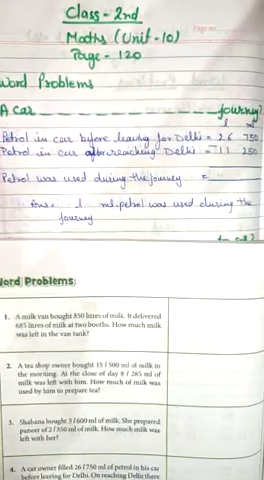 Class - 2nd
Maths (Unit - 10)
Page - 120
Word Problems
A car ———— journey?
l ml
Petrol in car before leaving for Delhi = 26 750
Petrol in car after reaching Delhi = -11 250
Petrol was used during the journey =
Ans = l ml. petrol was used during the
journey
Word Problems:
1. A milk van bought 850 litres of milk. It delivered
685 litres of milk at two booths. How much milk
was left in the van tank?
2. A tea shop owner bought 15 l 500 ml of milk in
the morning. At the close of day 8 l 285 ml of
milk was left with him. How much of milk was
used by him to prepare tea?
3. Shabana bought 3 l 600 ml of milk. She prepared
paneer of 2 l 350 ml of milk. How much milk was
left with her?
4. A car owner filled 26 l 750 ml of petrol in his car
before leaving for Delhi. On reaching Delhi there